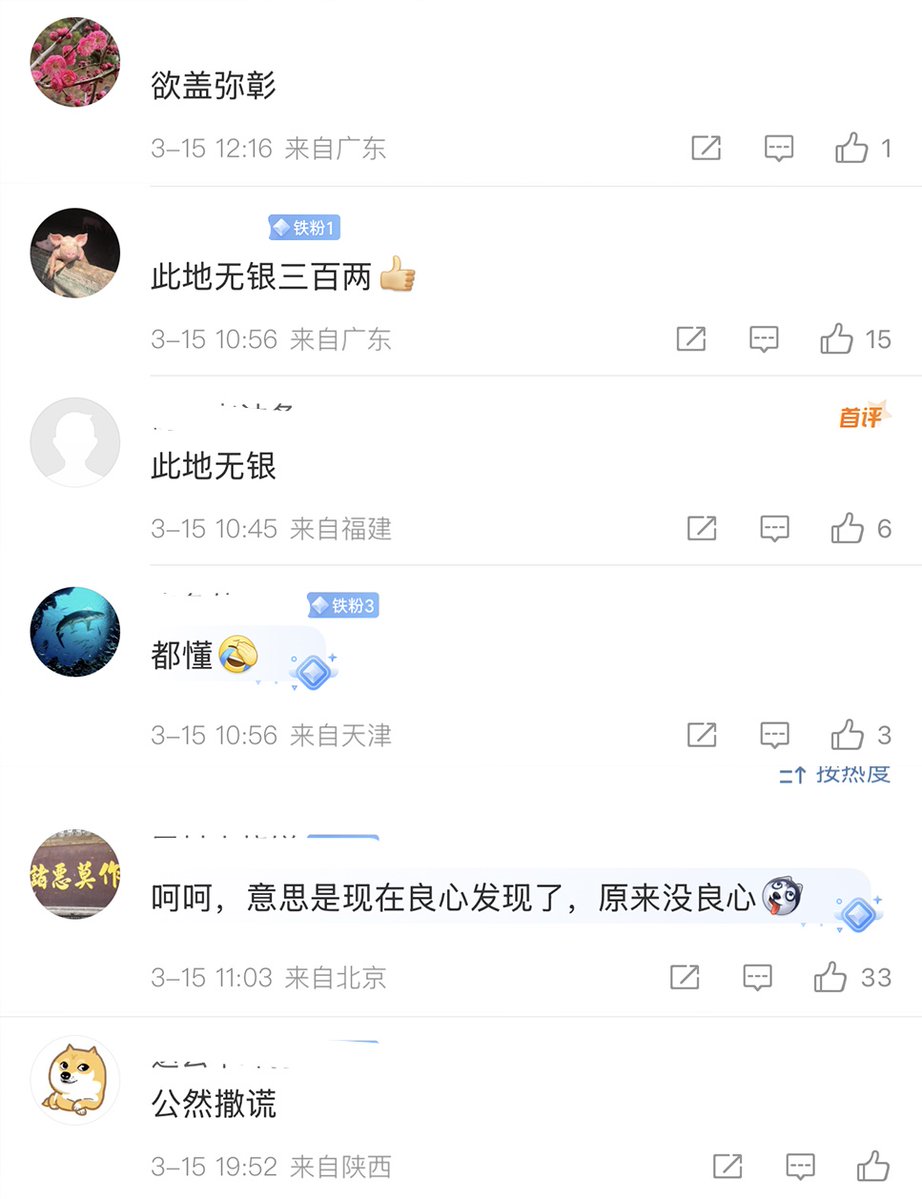 欲盖弥彰
3-15 12:16 来自广东
1
铁粉1
此地无银三百两
3-15 10:56 来自广东
15
首评
此地无银
3-15 10:45 来自福建
6
铁粉3
都懂
3-15 10:56 来自天津
3
按热度
諸恶莫作
呵呵，意思是现在良心发现了，原来没良心
3-15 11:03 来自北京
33
公然撒谎
3-15 19:52 来自陕西